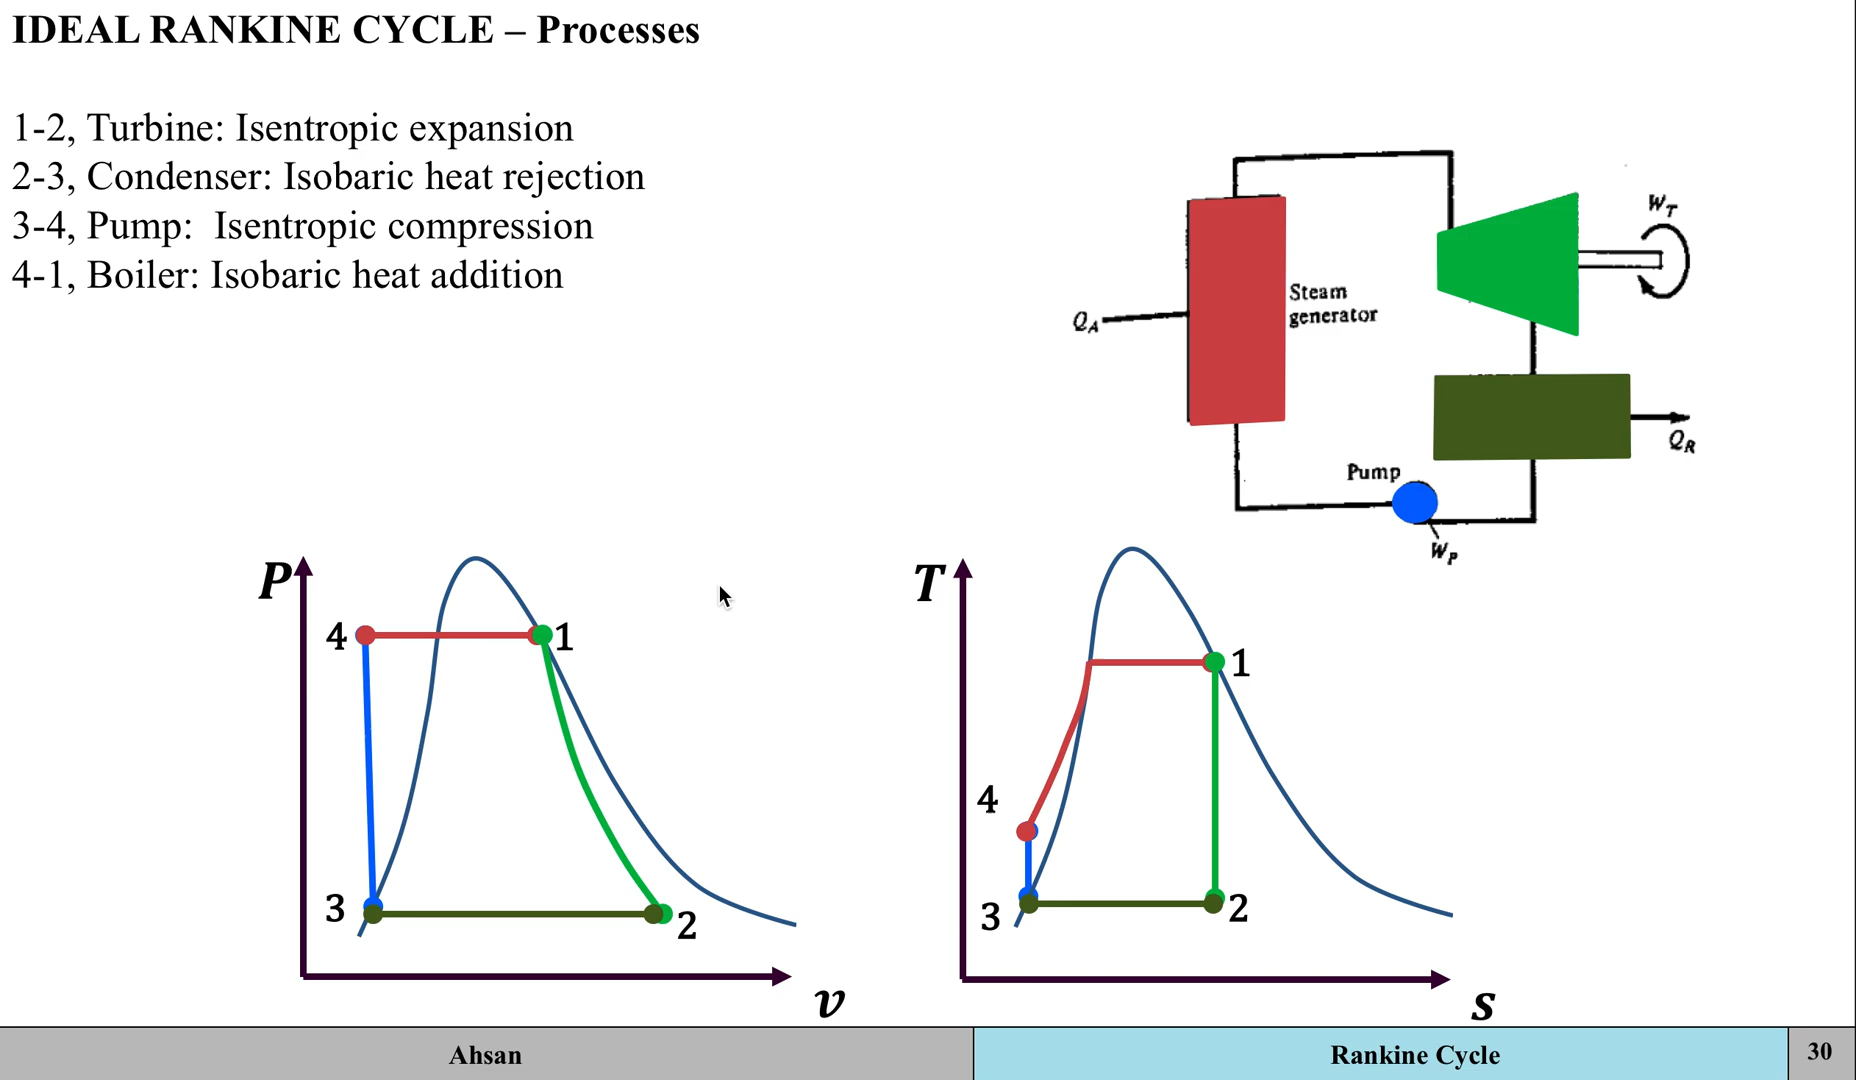 IDEAL RANKINE CYCLE – Processes
1-2, Turbine: Isentropic expansion
2-3, Condenser: Isobaric heat rejection
3-4, Pump:  Isentropic compression
4-1, Boiler: Isobaric heat addition
W_T
Steam
generator
Q_A
Q_R
Pump
W_P
P
4
1
3
2
v
T
1
4
3
2
s
Ahsan
Rankine Cycle
30